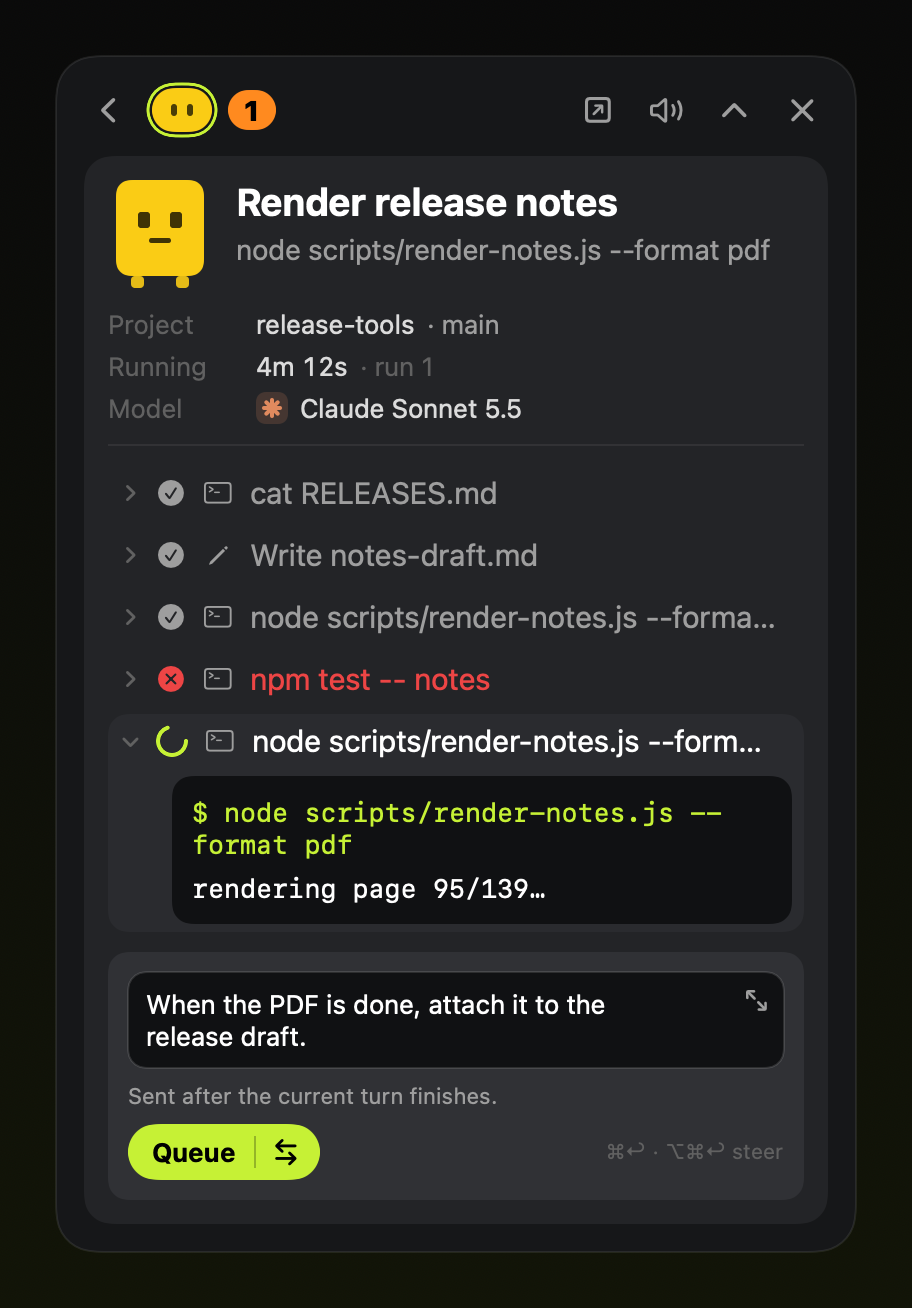 1
Render release notes
node scripts/render-notes.js --format pdf
Project release-tools · main
Running 4m 12s · run 1
Model Claude Sonnet 5.5
cat RELEASES.md
Write notes-draft.md
node scripts/render-notes.js --forma...
npm test -- notes
node scripts/render-notes.js --form...
$ node scripts/render-notes.js --
format pdf
rendering page 95/139…
When the PDF is done, attach it to the
release draft.
Sent after the current turn finishes.
Queue ⌘↩ · ⌥⌘↩ steer